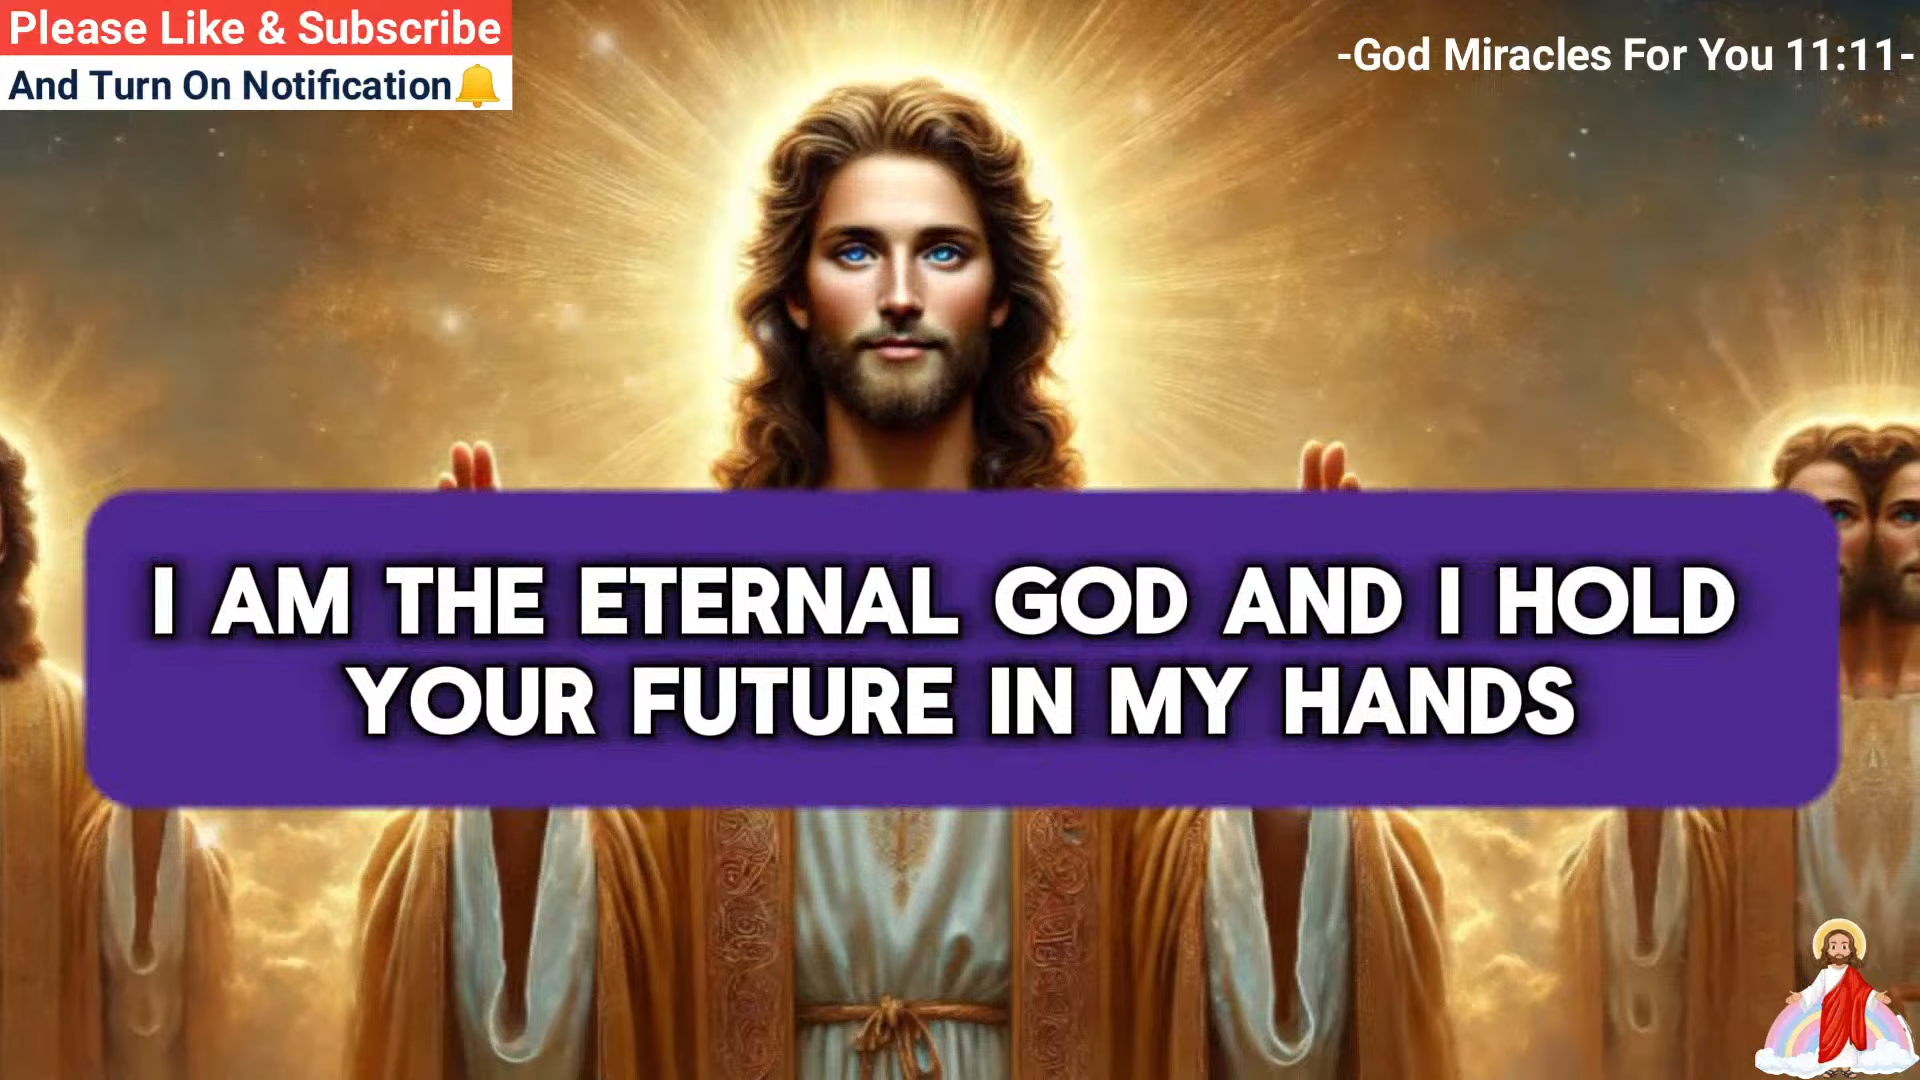 Please Like & Subscribe
And Turn On Notification🔔
-God Miracles For You 11:11-
I AM THE ETERNAL GOD AND I HOLD
YOUR FUTURE IN MY HANDS